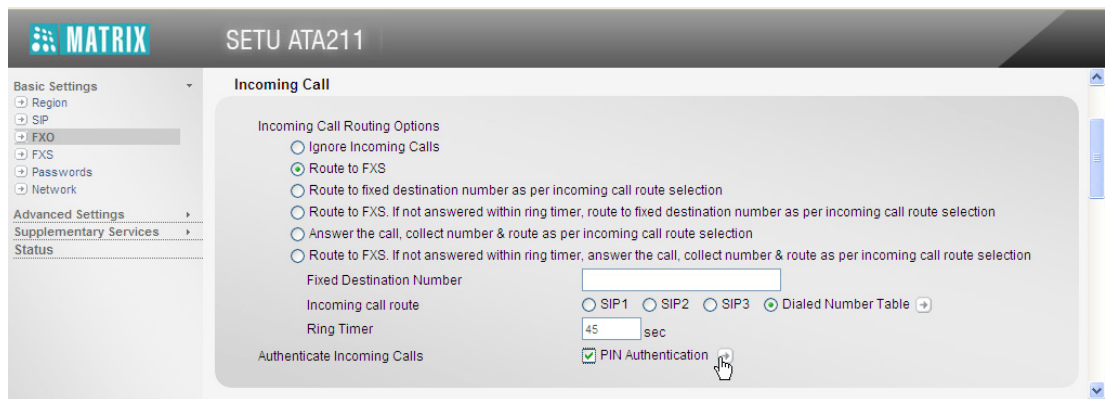 MATRIX SETU ATA211
Basic Settings
Region
SIP
FXO
FXS
Passwords
Network
Advanced Settings
Supplementary Services
Status
Incoming Call
Incoming Call Routing Options
Ignore Incoming Calls
Route to FXS
Route to fixed destination number as per incoming call route selection
Route to FXS. If not answered within ring timer, route to fixed destination number as per incoming call route selection
Answer the call, collect number & route as per incoming call route selection
Route to FXS. If not answered within ring timer, answer the call, collect number & route as per incoming call route selection
Fixed Destination Number
Incoming call route SIP1 SIP2 SIP3 Dialed Number Table
Ring Timer 45 sec
Authenticate Incoming Calls PIN Authentication